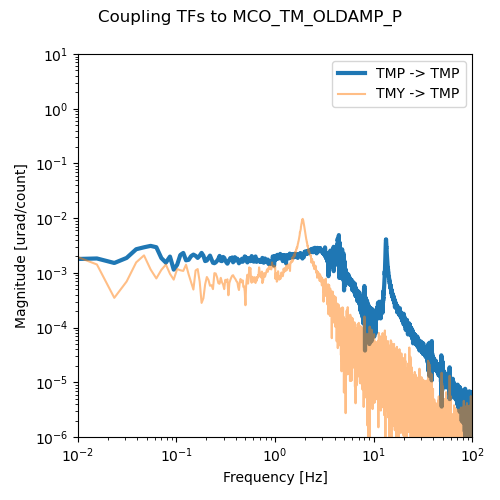 Coupling TFs to MCO_TM_OLDAMP_P
TMP -> TMP
TMY -> TMP
Magnitude [urad/count]
10¹
10⁰
10⁻¹
10⁻²
10⁻³
10⁻⁴
10⁻⁵
10⁻⁶
10⁻² 10⁻¹ 10⁰ 10¹ 10²
Frequency [Hz]